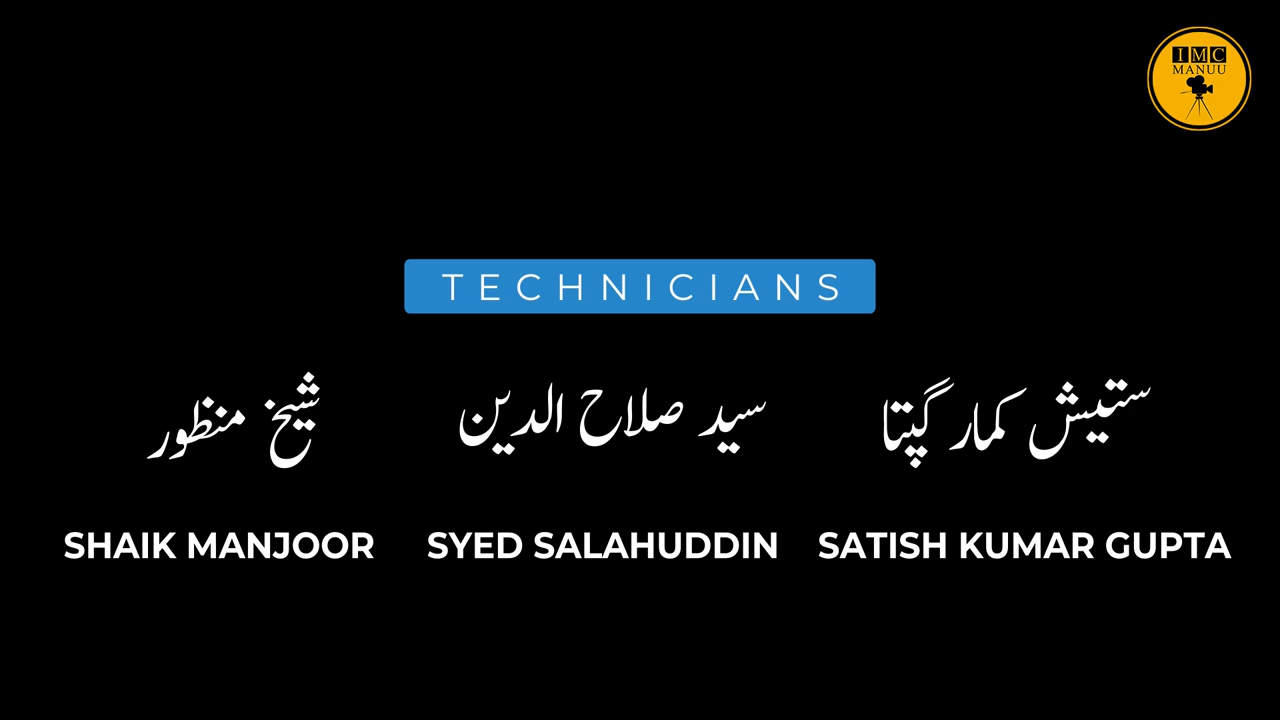 IMC
MANUU
TECHNICIANS
ستیش کمار گپتا
سید صلاح الدین
شیخ منظور
SHAIK MANJOOR
SYED SALAHUDDIN
SATISH KUMAR GUPTA